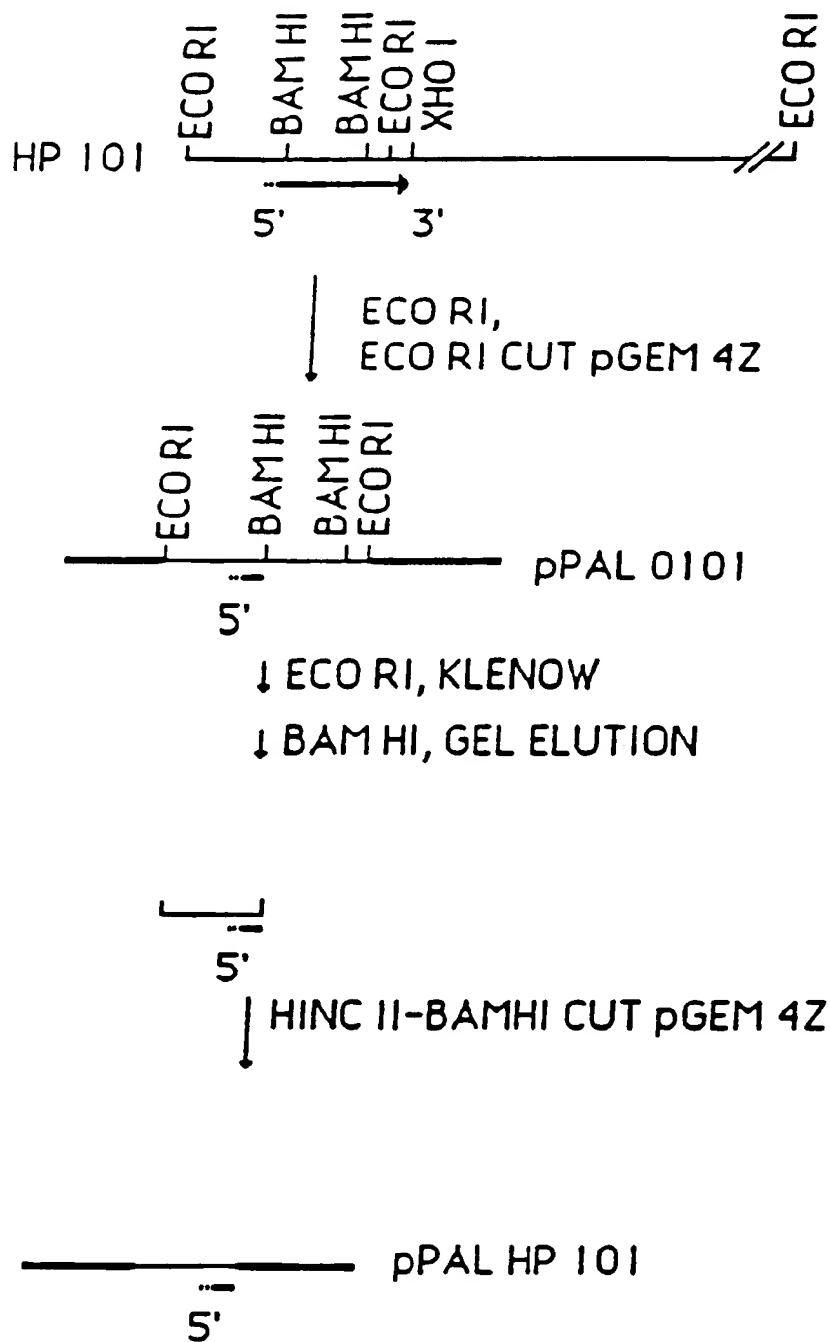 ECO RI
BAM HI
BAM HI
ECO RI
XHO I
ECO RI
HP 101
5' 3'
ECO RI,
ECO RI CUT pGEM 4Z
ECO RI
BAM HI
BAM HI
ECO RI
pPAL 0101
5'
ECO RI, KLENOW
BAM HI, GEL ELUTION
5'
HINC II-BAMHI CUT pGEM 4Z
pPAL HP 101
5'